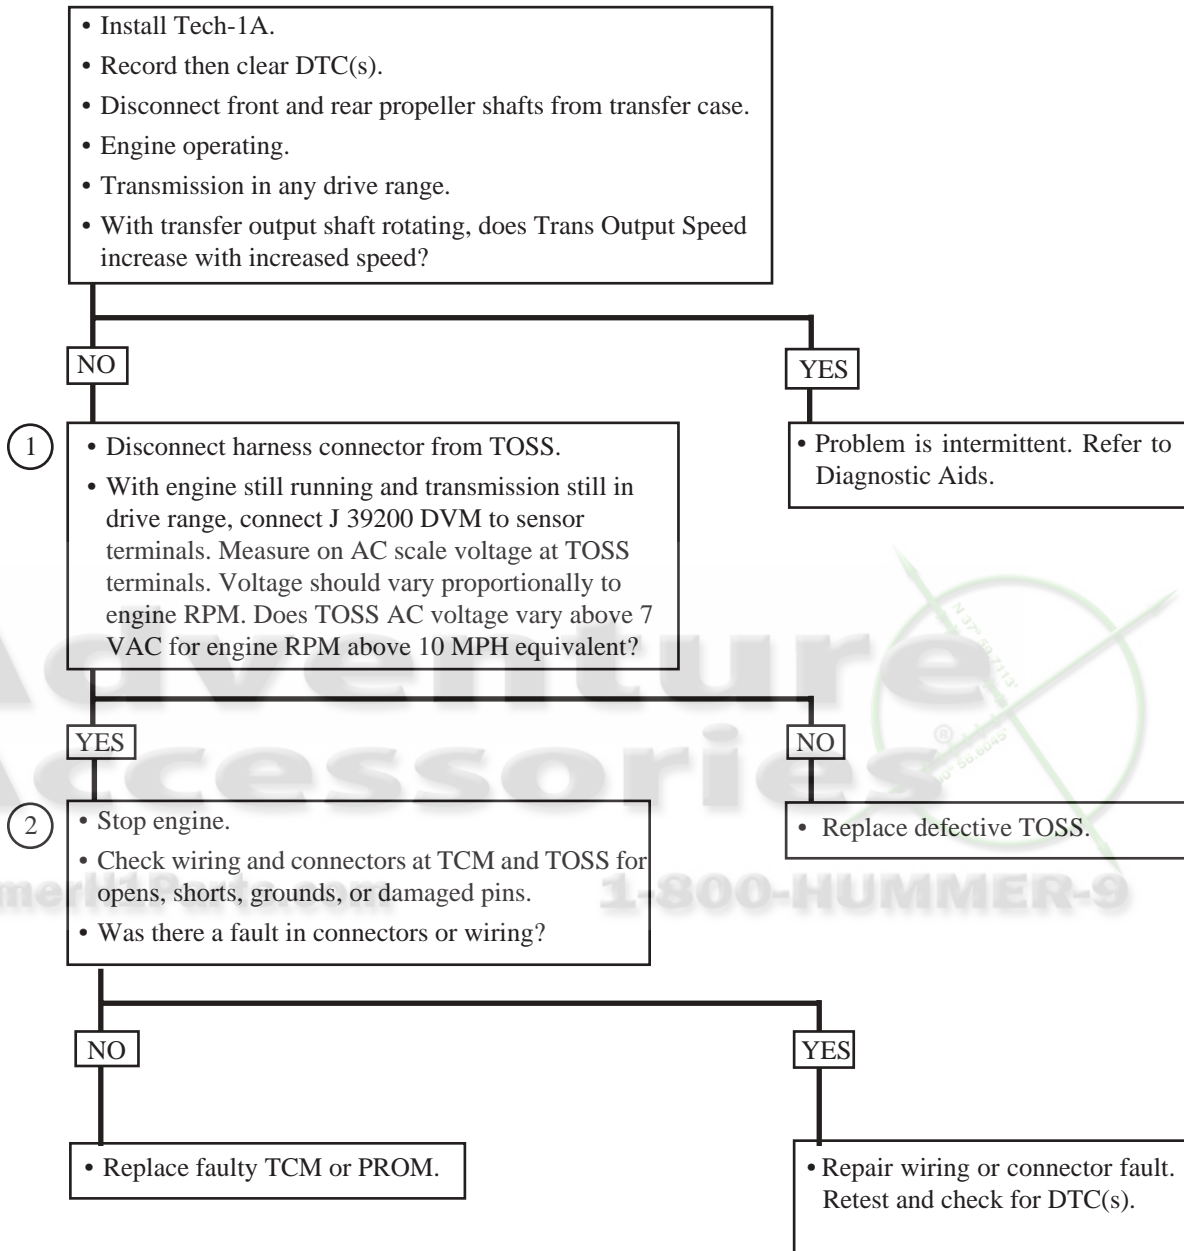 • Install Tech-1A.
• Record then clear DTC(s).
• Disconnect front and rear propeller shafts from transfer case.
• Engine operating.
• Transmission in any drive range.
• With transfer output shaft rotating, does Trans Output Speed
increase with increased speed?
NO
YES
1
• Disconnect harness connector from TOSS.
• With engine still running and transmission still in
drive range, connect J 39200 DVM to sensor
terminals. Measure on AC scale voltage at TOSS
terminals. Voltage should vary proportionally to
engine RPM. Does TOSS AC voltage vary above 7
VAC for engine RPM above 10 MPH equivalent?
• Problem is intermittent. Refer to
Diagnostic Aids.
Adventure
Accessories
®
YES
NO
2
• Stop engine.
• Check wiring and connectors at TCM and TOSS for
opens, shorts, grounds, or damaged pins.
• Was there a fault in connectors or wiring?
• Replace defective TOSS.
merH1Parts.com
1-800-HUMMER-9
NO
YES
• Replace faulty TCM or PROM.
• Repair wiring or connector fault.
Retest and check for DTC(s).